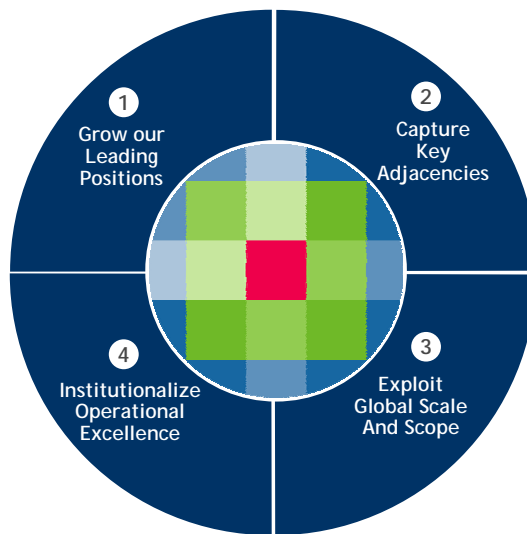 1
Grow our
Leading
Positions
2
Capture
Key
Adjacencies
3
Exploit
Global Scale
And Scope
4
Institutionalize
Operational
Excellence